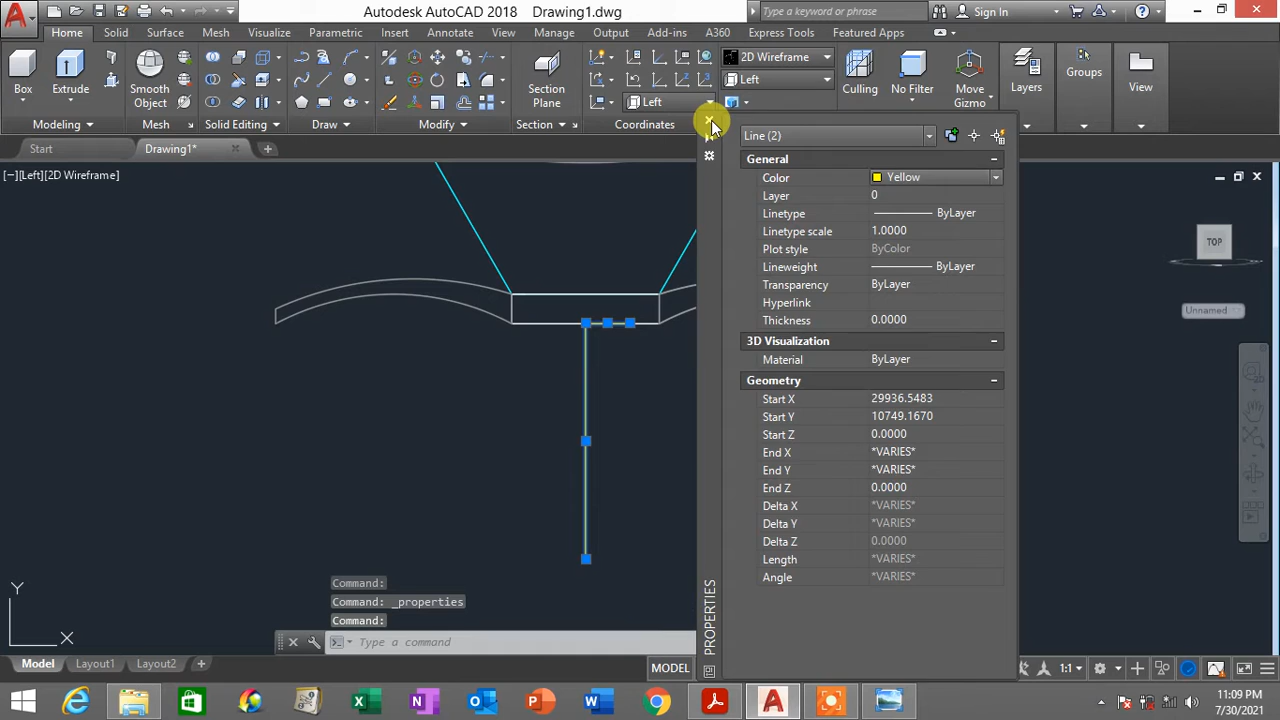 Autodesk AutoCAD 2018 Drawing1.dwg
Type a keyword or phrase
Sign In
Home Solid Surface Mesh Visualize Parametric Insert Annotate View Manage Output Add-ins A360 Express Tools Featured Apps
2D Wireframe
Left
Left
Box
Extrude
Smooth
Object
Section
Plane
Culling
No Filter
Move
Gizmo
Layers
Groups
View
Modeling
Mesh
Solid Editing
Draw
Modify
Section
Coordinates
Start
Drawing1*
[−][Left][2D Wireframe]
Line (2)
General
Color Yellow
Layer 0
Linetype ByLayer
Linetype scale 1.0000
Plot style ByColor
Lineweight ByLayer
Transparency ByLayer
Hyperlink
Thickness 0.0000
3D Visualization
Material ByLayer
Geometry
Start X 29936.5483
Start Y 10749.1670
Start Z 0.0000
End X *VARIES*
End Y *VARIES*
End Z 0.0000
Delta X *VARIES*
Delta Y *VARIES*
Delta Z 0.0000
Length *VARIES*
Angle *VARIES*
PROPERTIES
TOP
Unnamed
Y
X
Command:
Command: _properties
Command:
Type a command
Model Layout1 Layout2
MODEL
1:1
11:09 PM
7/30/2021